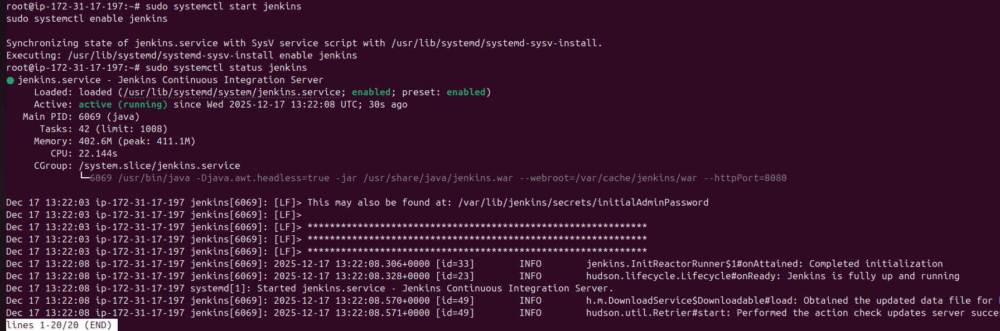 root@ip-172-31-17-197:~# sudo systemctl start jenkins
sudo systemctl enable jenkins
Synchronizing state of jenkins.service with SysV service script with /usr/lib/systemd/systemd-sysv-install.
Executing: /usr/lib/systemd/systemd-sysv-install enable jenkins
root@ip-172-31-17-197:~# sudo systemctl status jenkins
● jenkins.service - Jenkins Continuous Integration Server
Loaded: loaded (/usr/lib/systemd/system/jenkins.service; enabled; preset: enabled)
Active: active (running) since Wed 2025-12-17 13:22:08 UTC; 30s ago
Main PID: 6069 (java)
Tasks: 42 (limit: 1008)
Memory: 402.6M (peak: 411.1M)
CPU: 22.144s
CGroup: /system.slice/jenkins.service
└─6069 /usr/bin/java -Djava.awt.headless=true -jar /usr/share/java/jenkins.war --webroot=/var/cache/jenkins/war --httpPort=8080
Dec 17 13:22:03 ip-172-31-17-197 jenkins[6069]: [LF]> This may also be found at: /var/lib/jenkins/secrets/initialAdminPassword
Dec 17 13:22:03 ip-172-31-17-197 jenkins[6069]: [LF]>
Dec 17 13:22:03 ip-172-31-17-197 jenkins[6069]: [LF]> *************************************************************
Dec 17 13:22:03 ip-172-31-17-197 jenkins[6069]: [LF]> *************************************************************
Dec 17 13:22:03 ip-172-31-17-197 jenkins[6069]: [LF]> *************************************************************
Dec 17 13:22:08 ip-172-31-17-197 jenkins[6069]: 2025-12-17 13:22:08.306+0000 [id=33] INFO jenkins.InitReactorRunner$1#onAttained: Completed initialization
Dec 17 13:22:08 ip-172-31-17-197 jenkins[6069]: 2025-12-17 13:22:08.328+0000 [id=23] INFO hudson.lifecycle.Lifecycle#onReady: Jenkins is fully up and running
Dec 17 13:22:08 ip-172-31-17-197 systemd[1]: Started jenkins.service - Jenkins Continuous Integration Server.
Dec 17 13:22:08 ip-172-31-17-197 jenkins[6069]: 2025-12-17 13:22:08.570+0000 [id=49] INFO h.m.DownloadService$Downloadable#load: Obtained the updated data file for
Dec 17 13:22:08 ip-172-31-17-197 jenkins[6069]: 2025-12-17 13:22:08.571+0000 [id=49] INFO hudson.util.Retrier#start: Performed the action check updates server succe
lines 1-20/20 (END)